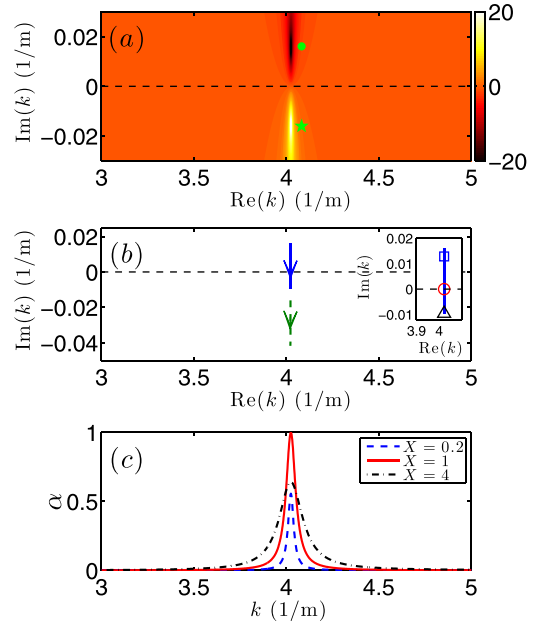 (a)
Im(k) (1/m)
0.02
0
−0.02
3
3.5
4
4.5
5
Re(k) (1/m)
20
0
−20
(b)
Im(k) (1/m)
0.02
0
−0.02
−0.04
3
3.5
4
4.5
5
Re(k) (1/m)
Im(k)
0.02
0.01
0
−0.01
3.9
4
Re(k)
(c)
α
1
0.5
0
3
3.5
4
4.5
5
k (1/m)
X = 0.2
X = 1
X = 4